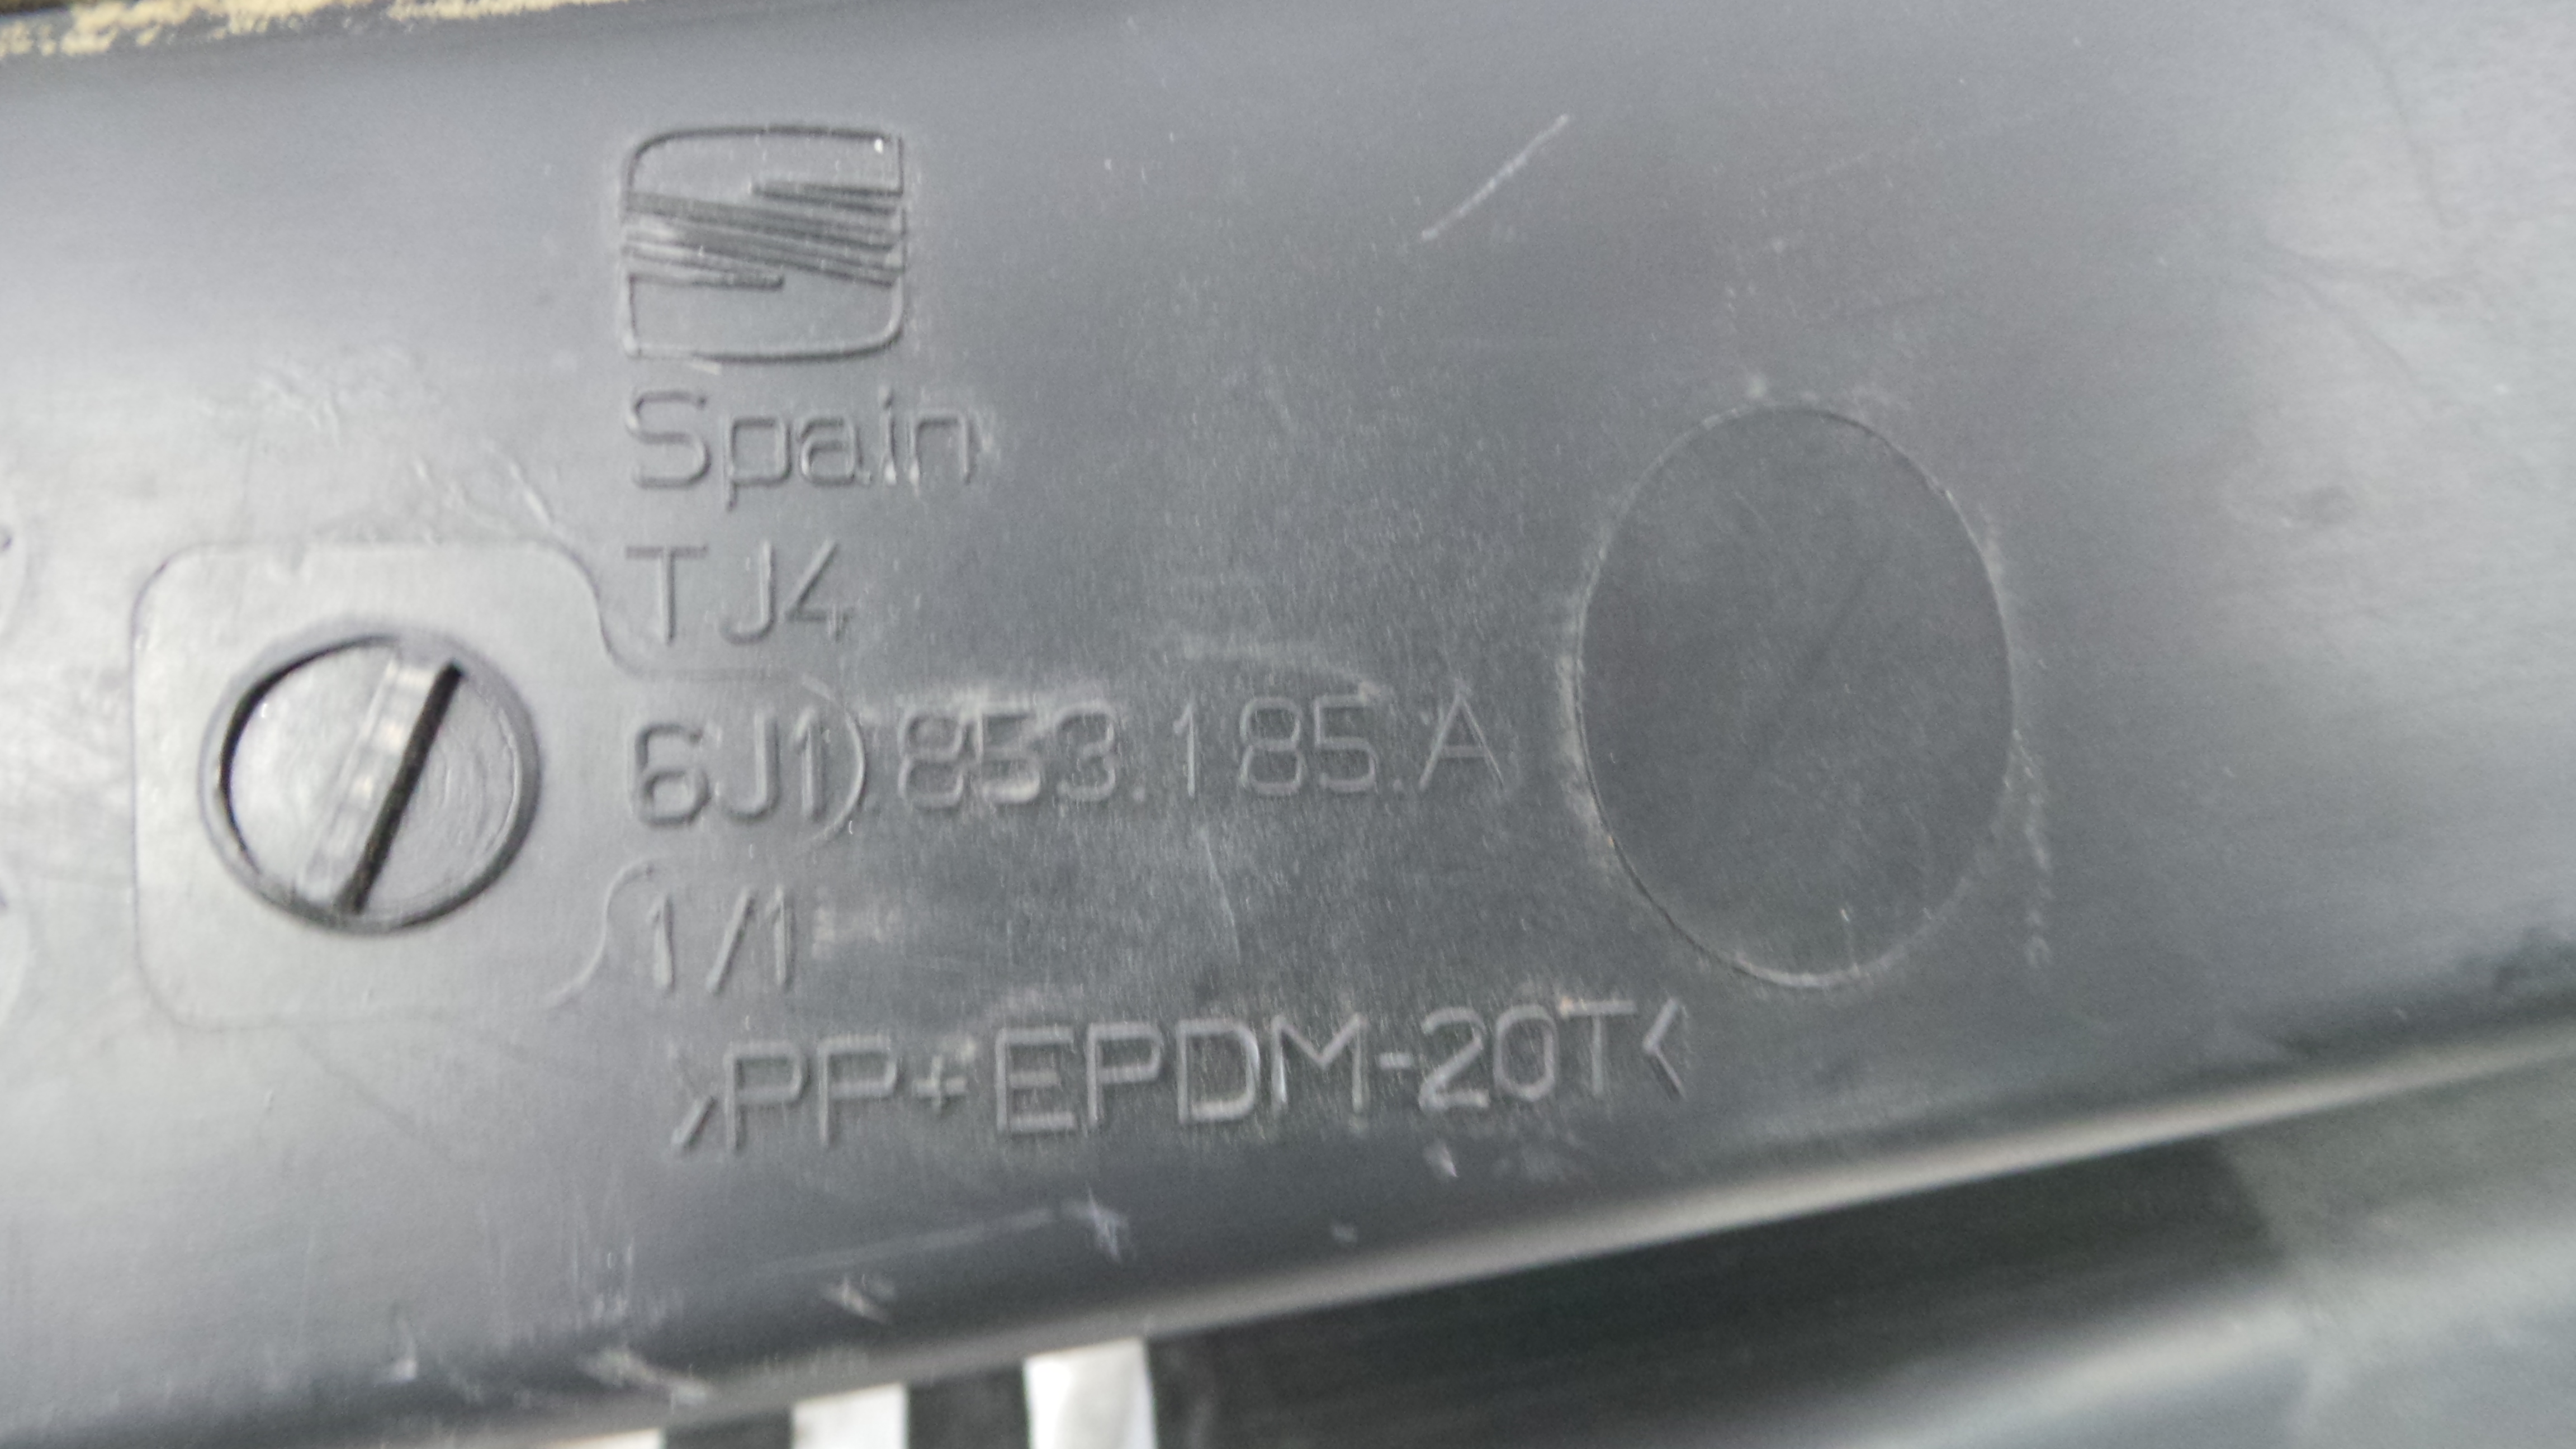 Spain
TJ4
6J1.853.185.A
1/1
>PP+EPDM-20T<